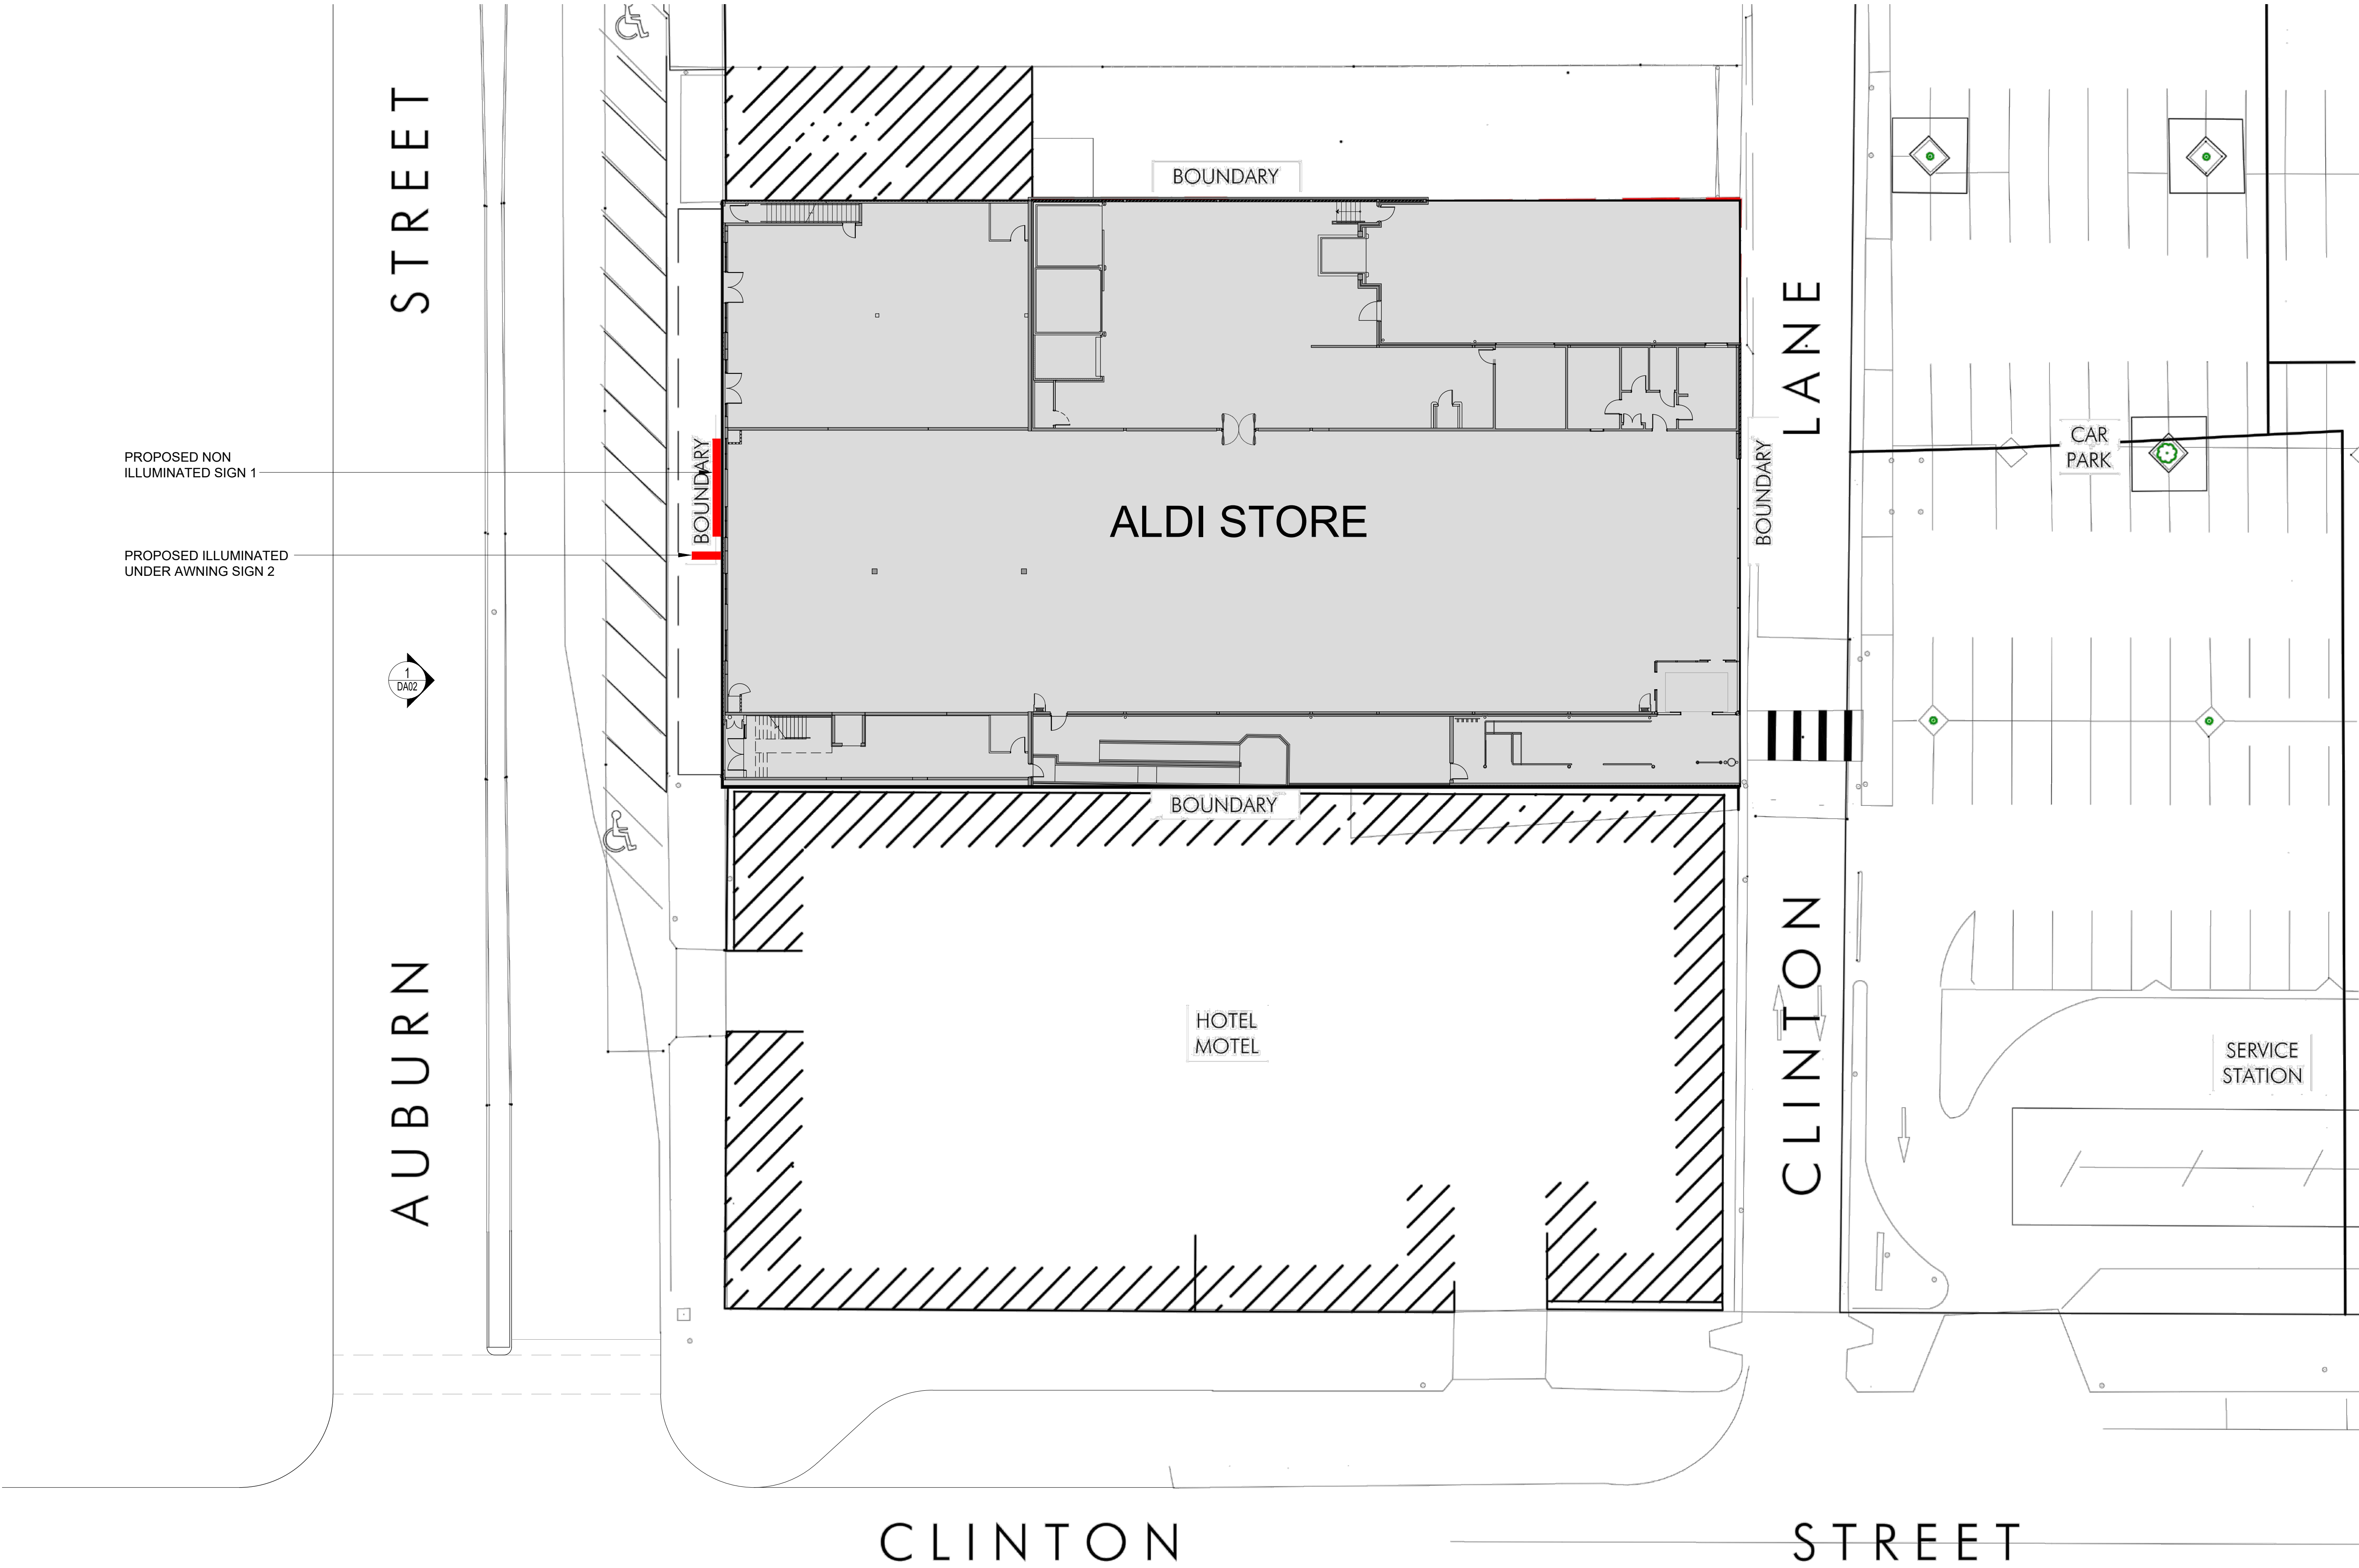 BOUNDARY
STREET
LANE
PROPOSED NON
ILLUMINATED SIGN 1
BOUNDARY
ALDI STORE
BOUNDARY
CAR
PARK
PROPOSED ILLUMINATED
UNDER AWNING SIGN 2
1
DA02
BOUNDARY
AUBURN
HOTEL
MOTEL
CLINTON
SERVICE
STATION
CLINTON STREET